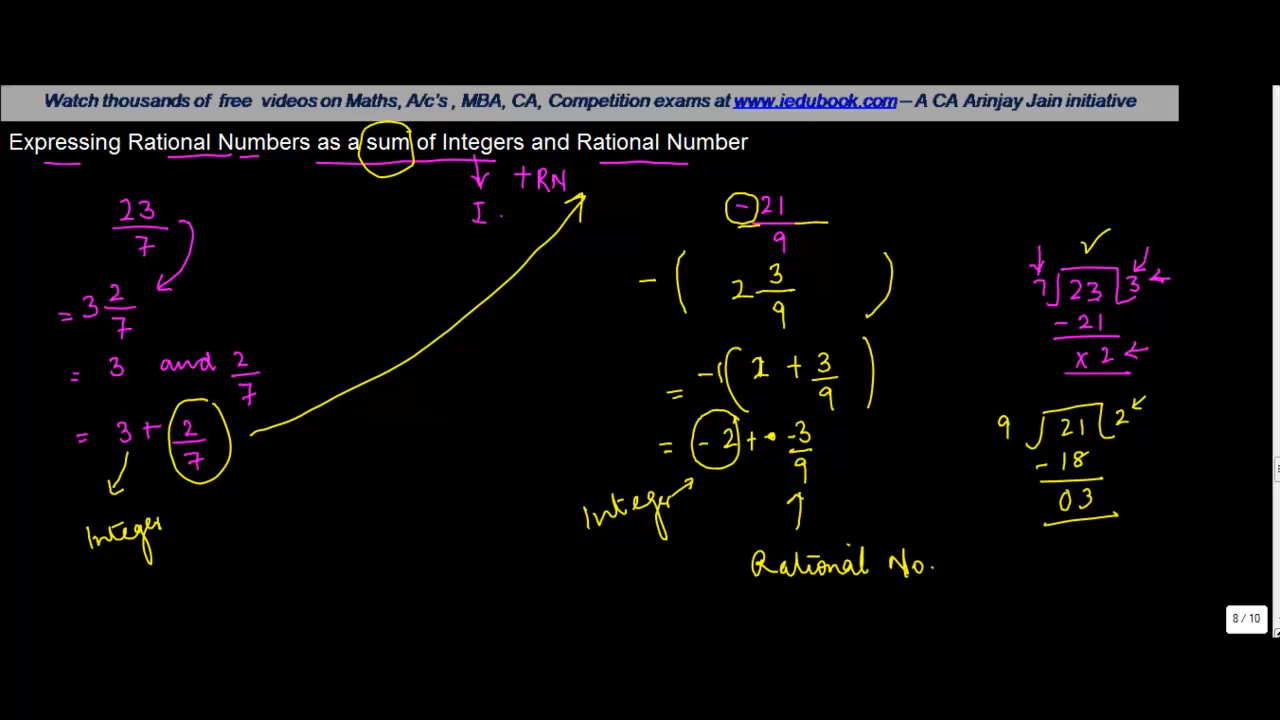 Watch thousands of free videos on Maths, A/c's , MBA, CA, Competition exams at www.iedubook.com – A CA Arinjay Jain initiative
Expressing Rational Numbers as a sum of Integers and Rational Number
I + RN
23/7
= 3 2/7
= 3 and 2/7
= 3 + 2/7
Integer
-21/9
- ( 2 3/9 )
= -1 ( 2 + 3/9 )
= -2 + -3/9
Integer
Rational No.
7 23 3
- 21
x 2
9 21 2
- 18
03
8 / 10